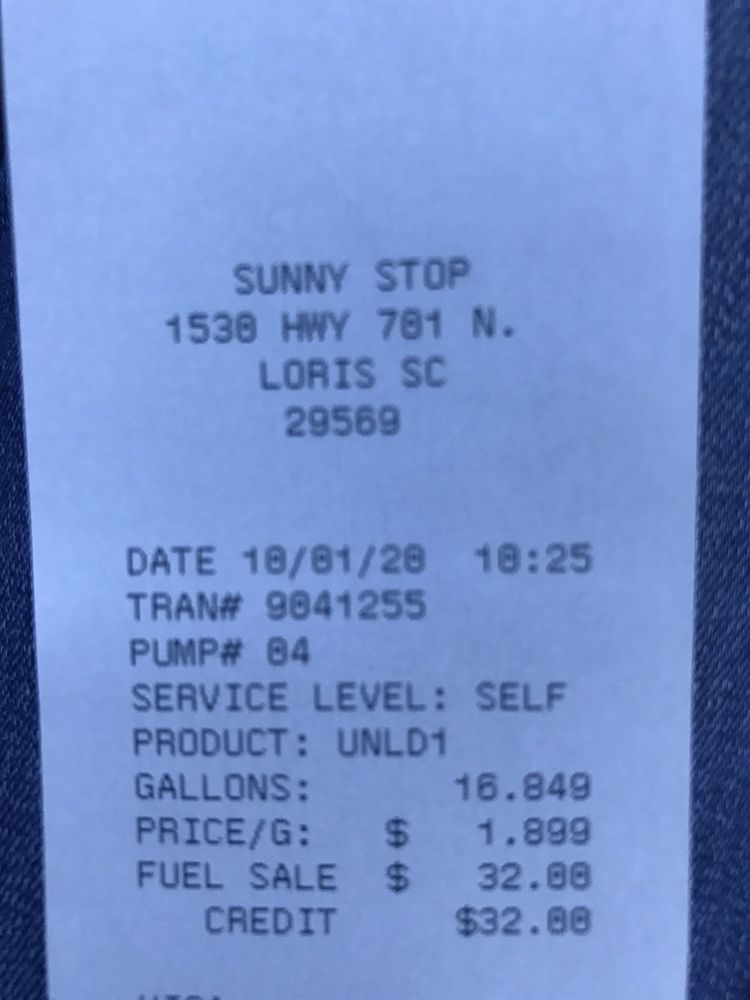 SUNNY STOP
1530 HWY 701 N.
LORIS SC
29569
DATE 10/01/20 10:25
TRAN# 9041255
PUMP# 04
SERVICE LEVEL: SELF
PRODUCT: UNLD1
GALLONS: 16.849
PRICE/G: $ 1.899
FUEL SALE $ 32.00
CREDIT $32.00